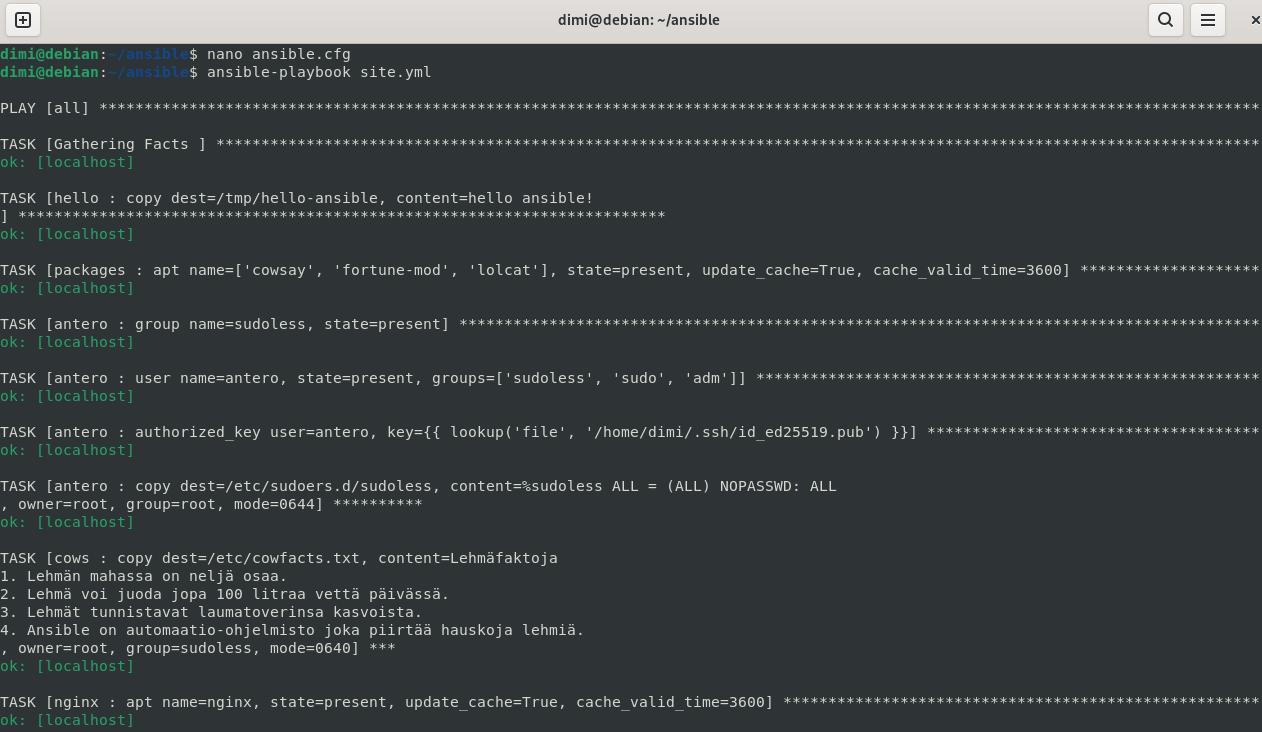 dimi@debian: ~/ansible
dimi@debian:~/ansible$ nano ansible.cfg
dimi@debian:~/ansible$ ansible-playbook site.yml
PLAY [all] *********************************************************************************************************************************
TASK [Gathering Facts ] ********************************************************************************************************************
ok: [localhost]
TASK [hello : copy dest=/tmp/hello-ansible, content=hello ansible!
] ************************************************************************
ok: [localhost]
TASK [packages : apt name=['cowsay', 'fortune-mod', 'lolcat'], state=present, update_cache=True, cache_valid_time=3600] ********************
ok: [localhost]
TASK [antero : group name=sudoless, state=present] *****************************************************************************************
ok: [localhost]
TASK [antero : user name=antero, state=present, groups=['sudoless', 'sudo', 'adm']] ********************************************************
ok: [localhost]
TASK [antero : authorized_key user=antero, key={{ lookup('file', '/home/dimi/.ssh/id_ed25519.pub') }}] *************************************
ok: [localhost]
TASK [antero : copy dest=/etc/sudoers.d/sudoless, content=%sudoless ALL = (ALL) NOPASSWD: ALL
, owner=root, group=root, mode=0644] **********
ok: [localhost]
TASK [cows : copy dest=/etc/cowfacts.txt, content=Lehmäfaktoja
1. Lehmän mahassa on neljä osaa.
2. Lehmä voi juoda jopa 100 litraa vettä päivässä.
3. Lehmät tunnistavat laumatoverinsa kasvoista.
4. Ansible on automaatio-ohjelmisto joka piirtää hauskoja lehmiä.
, owner=root, group=sudoless, mode=0640] ***
ok: [localhost]
TASK [nginx : apt name=nginx, state=present, update_cache=True, cache_valid_time=3600] *****************************************************
ok: [localhost]